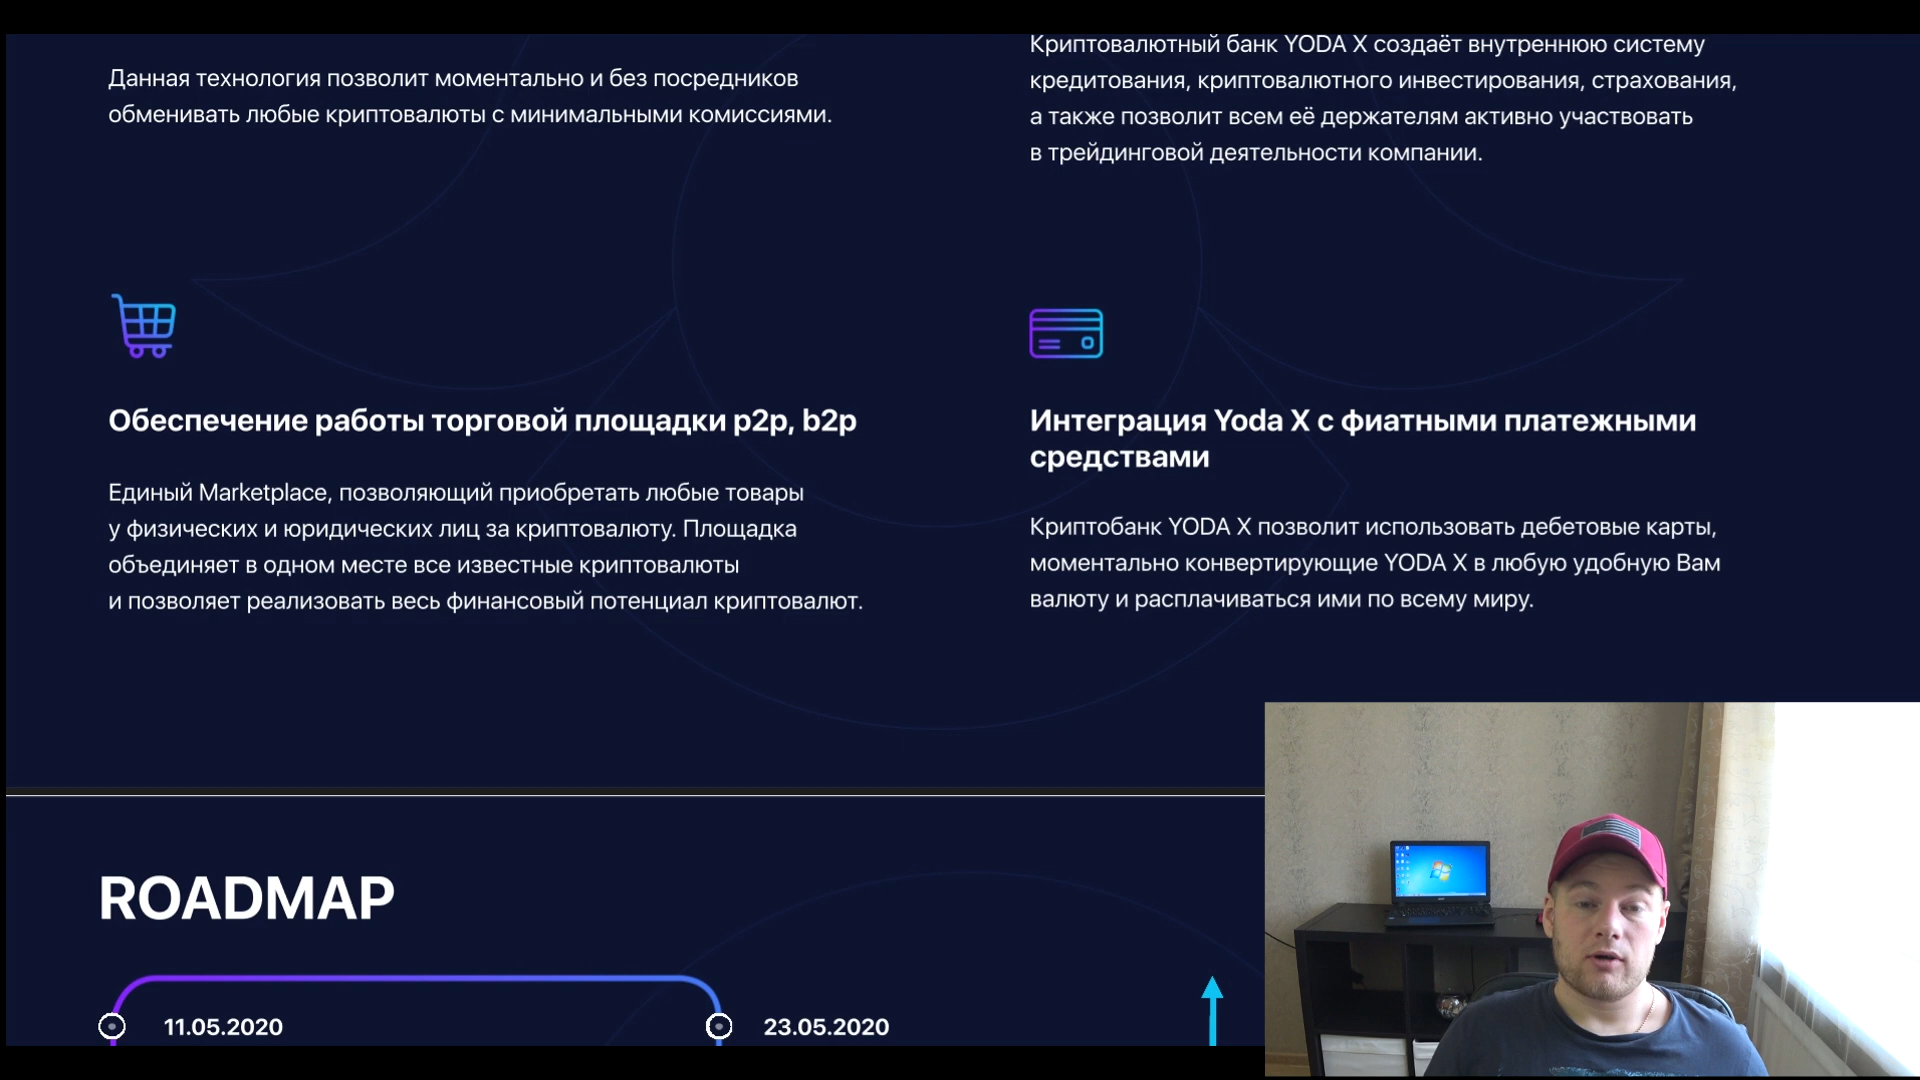 Данная технология позволит моментально и без посредников
обменивать любые криптовалюты с минимальными комиссиями.
Криптовалютный банк YODA X создаёт внутреннюю систему
кредитования, криптовалютного инвестирования, страхования,
а также позволит всем её держателям активно участвовать
в трейдинговой деятельности компании.
Обеспечение работы торговой площадки p2p, b2p
Единый Marketplace, позволяющий приобретать любые товары
у физических и юридических лиц за криптовалюту. Площадка
объединяет в одном месте все известные криптовалюты
и позволяет реализовать весь финансовый потенциал криптовалют.
Интеграция Yoda X с фиатными платежными
средствами
Криптобанк YODA X позволит использовать дебетовые карты,
моментально конвертирующие YODA X в любую удобную Вам
валюту и расплачиваться ими по всему миру.
ROADMAP
11.05.2020
23.05.2020